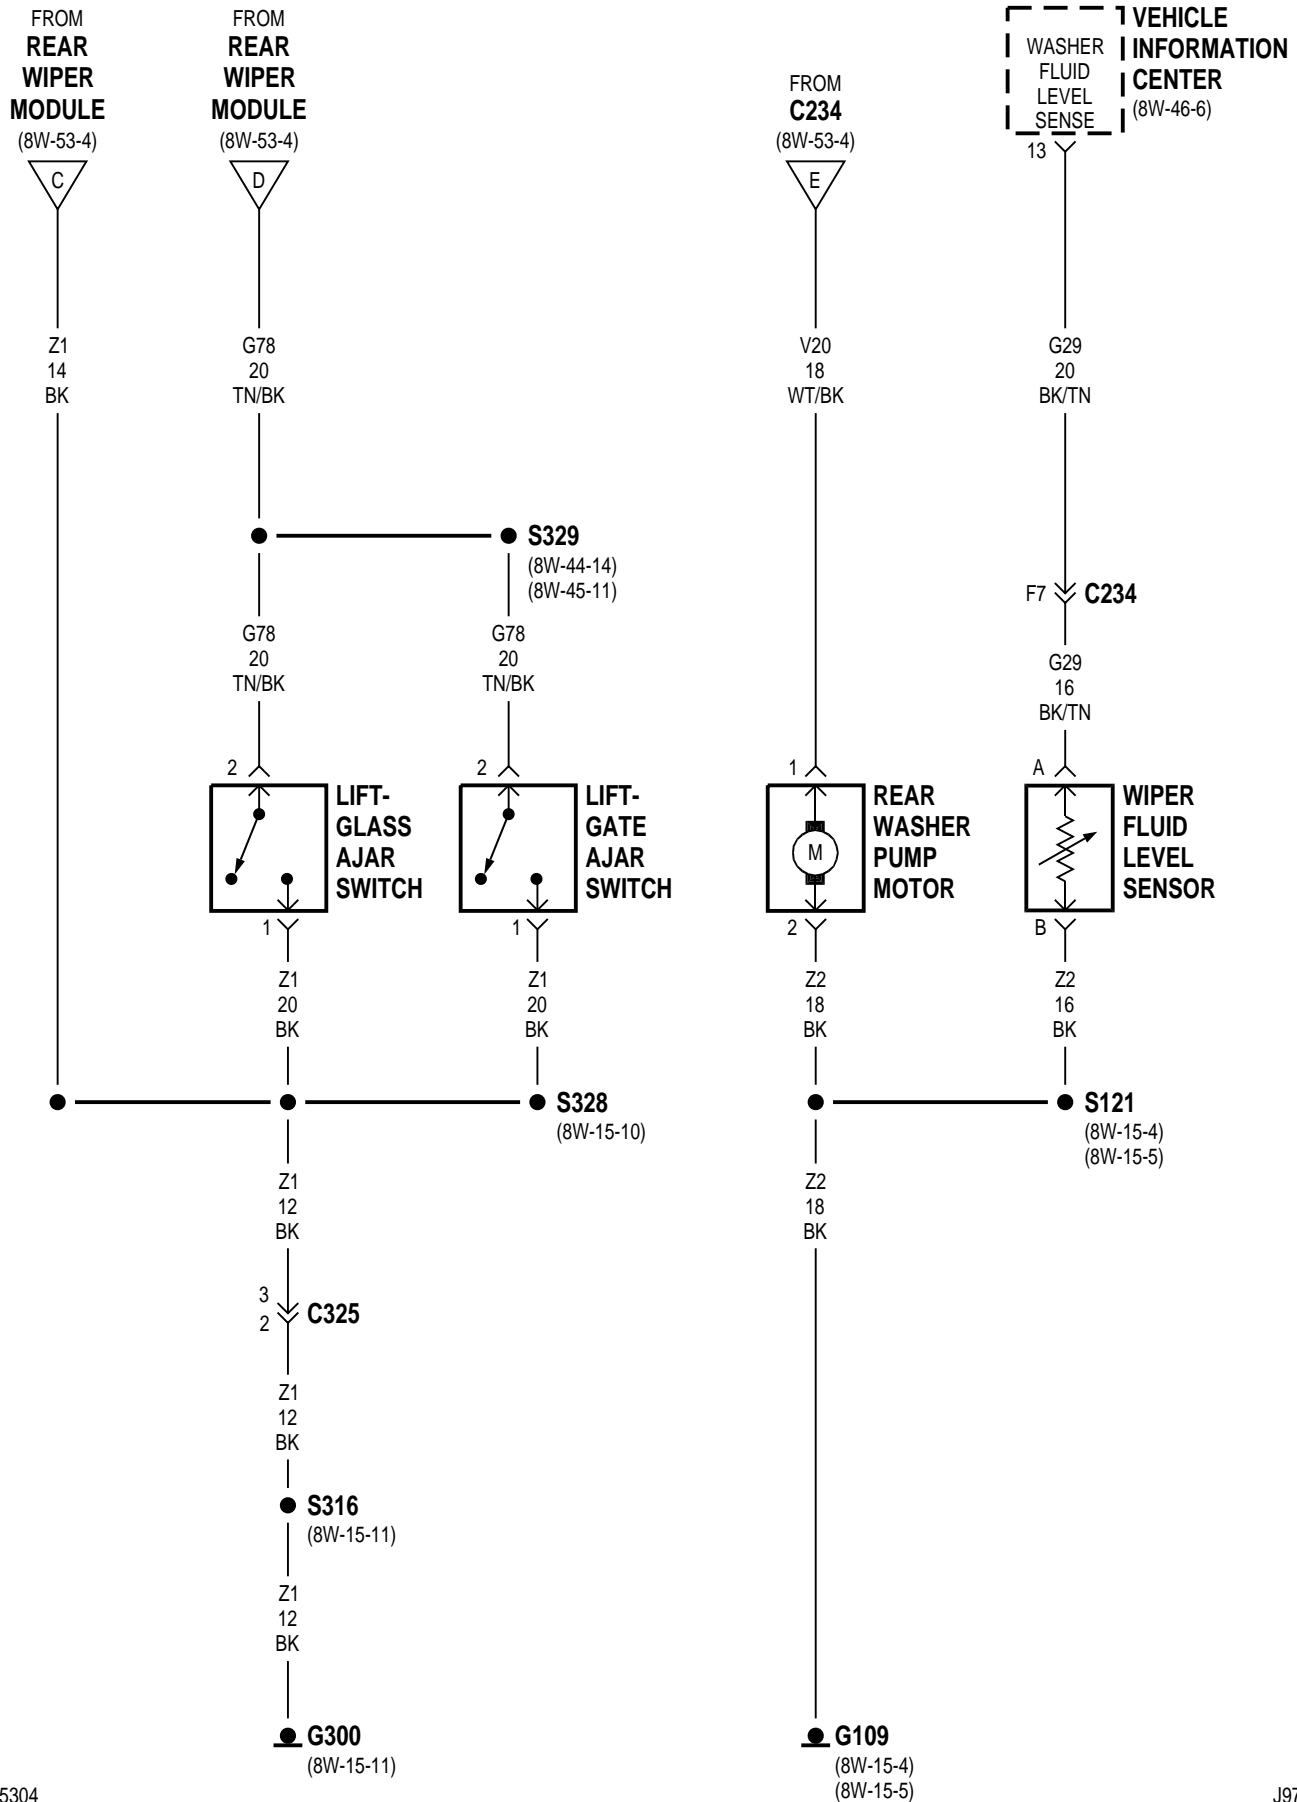 FROM
REAR
WIPER
MODULE
(8W-53-4)
C
FROM
REAR
WIPER
MODULE
(8W-53-4)
D
FROM
C234
(8W-53-4)
E
WASHER
FLUID
LEVEL
SENSE
VEHICLE
INFORMATION
CENTER
(8W-46-6)
13
Z1
14
BK
G78
20
TN/BK
V20
18
WT/BK
G29
20
BK/TN
S329
(8W-44-14)
(8W-45-11)
F7
C234
G78
20
TN/BK
G78
20
TN/BK
G29
16
BK/TN
2
LIFT-
GLASS
AJAR
SWITCH
1
2
LIFT-
GATE
AJAR
SWITCH
1
1
M
REAR
WASHER
PUMP
MOTOR
2
A
WIPER
FLUID
LEVEL
SENSOR
B
Z1
20
BK
Z1
20
BK
Z2
18
BK
Z2
16
BK
S328
(8W-15-10)
S121
(8W-15-4)
(8W-15-5)
Z1
12
BK
Z2
18
BK
3
2
C325
Z1
12
BK
S316
(8W-15-11)
Z1
12
BK
G300
(8W-15-11)
G109
(8W-15-4)
(8W-15-5)
5304
J97